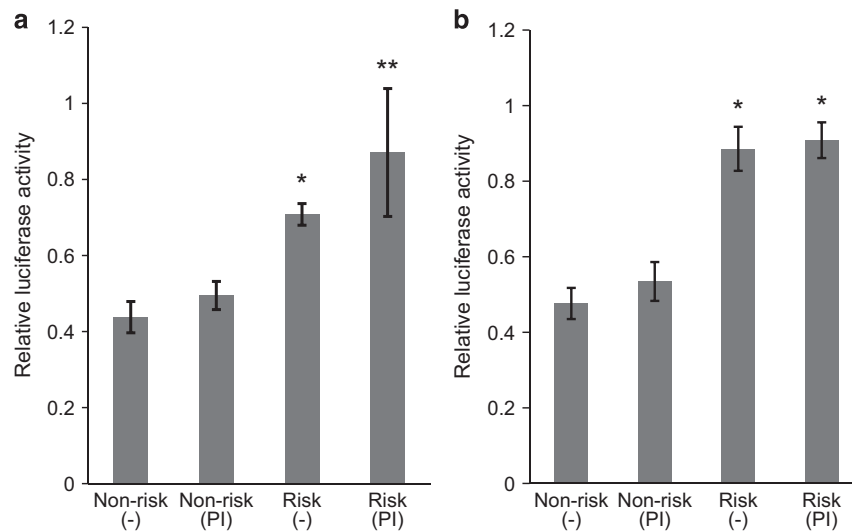 a
1.2
1
0.8
0.6
0.4
0.2
0
Relative luciferase activity
*
**
Non-risk
(-)
Non-risk
(PI)
Risk
(-)
Risk
(PI)
b
1.2
1
0.8
0.6
0.4
0.2
0
Relative luciferase activity
*
*
Non-risk
(-)
Non-risk
(PI)
Risk
(-)
Risk
(PI)